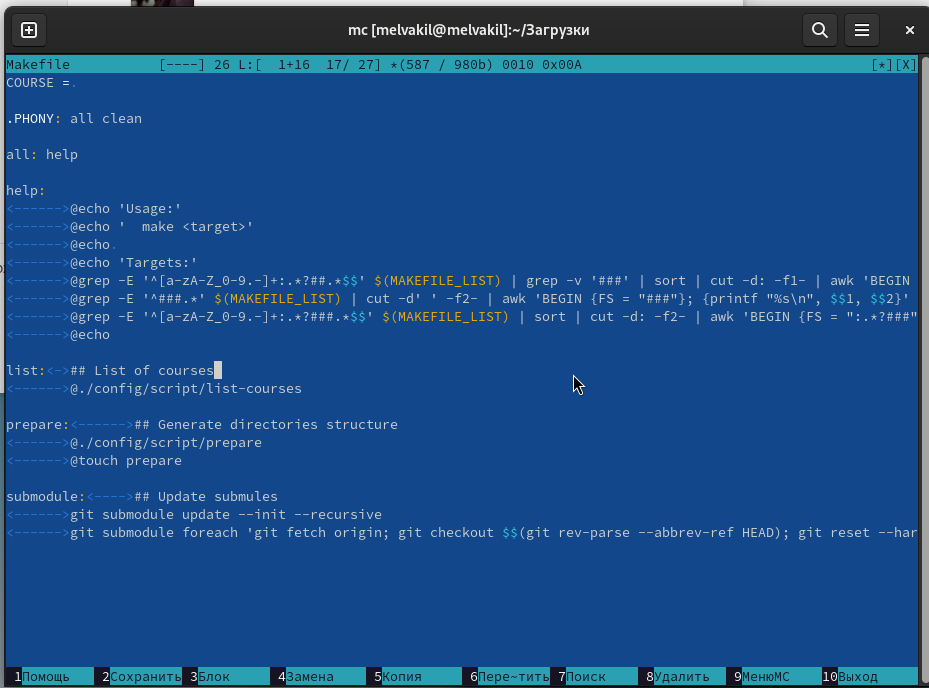 mc [melvakil@melvakil]:~/Загрузки
Makefile [----] 26 L:[ 1+16 17/ 27] *(587 / 980b) 0010 0x00A [*][X]
COURSE =.
.PHONY: all clean
all: help
help:
<------>@echo 'Usage:'
<------>@echo '  make <target>'
<------>@echo.
<------>@echo 'Targets:'
<------>@grep -E '^[a-zA-Z_0-9.-]+:.*?##.*$$' $(MAKEFILE_LIST) | grep -v '###' | sort | cut -d: -f1- | awk 'BEGIN
<------>@grep -E '^###.*' $(MAKEFILE_LIST) | cut -d' ' -f2- | awk 'BEGIN {FS = "###"}; {printf "%s\n", $$1, $$2}'
<------>@grep -E '^[a-zA-Z_0-9.-]+:.*?###.*$$' $(MAKEFILE_LIST) | sort | cut -d: -f2- | awk 'BEGIN {FS = ":.*?###"
<------>@echo
list:<->## List of courses
<------>@./config/script/list-courses
prepare:<------>## Generate directories structure
<------>@./config/script/prepare
<------>@touch prepare
submodule:<---->## Update submules
<------>git submodule update --init --recursive
<------>git submodule foreach 'git fetch origin; git checkout $$(git rev-parse --abbrev-ref HEAD); git reset --har
1Помощь 2Сохранить 3Блок 4Замена 5Копия 6Пере~тить 7Поиск 8Удалить 9МенюMC 10Выход